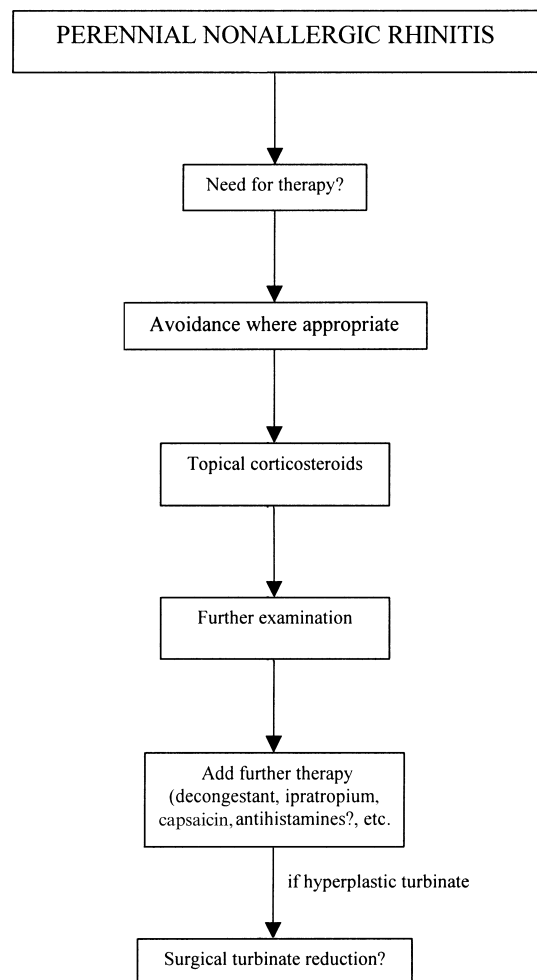 PERENNIAL NONALLERGIC RHINITIS
Need for therapy?
Avoidance where appropriate
Topical corticosteroids
Further examination
Add further therapy
(decongestant, ipratropium,
capsaicin, antihistamines?, etc.
if hyperplastic turbinate
Surgical turbinate reduction?